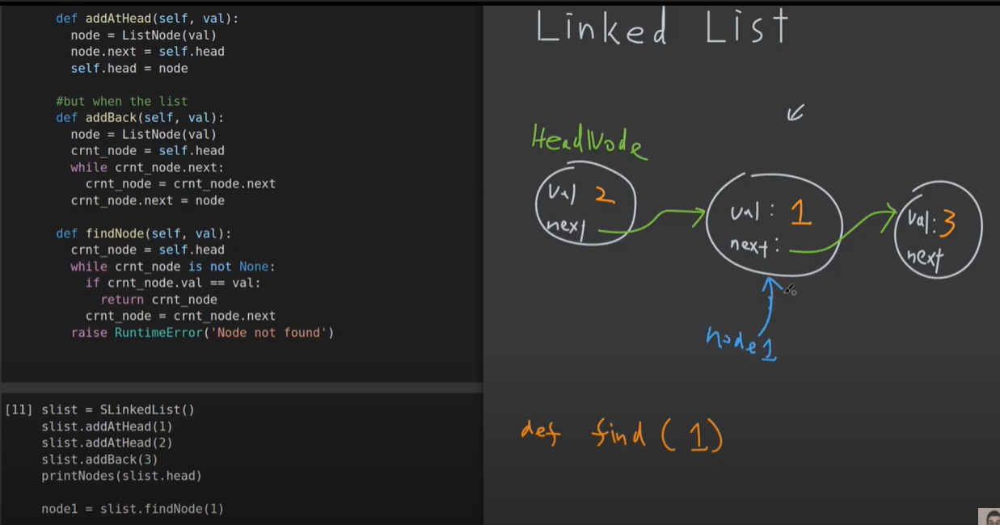 def addAtHead(self, val):
node = ListNode(val)
node.next = self.head
self.head = node
#but when the list
def addBack(self, val):
node = ListNode(val)
crnt_node = self.head
while crnt_node.next:
crnt_node = crnt_node.next
crnt_node.next = node
def findNode(self, val):
crnt_node = self.head
while crnt_node is not None:
if crnt_node.val == val:
return crnt_node
crnt_node = crnt_node.next
raise RuntimeError('Node not found')
[11] slist = SLinkedList()
slist.addAtHead(1)
slist.addAtHead(2)
slist.addBack(3)
printNodes(slist.head)
node1 = slist.findNode(1)
Linked List
HeadNode
val 2
next
val : 1
next :
val: 3
next
node1
def find (1)